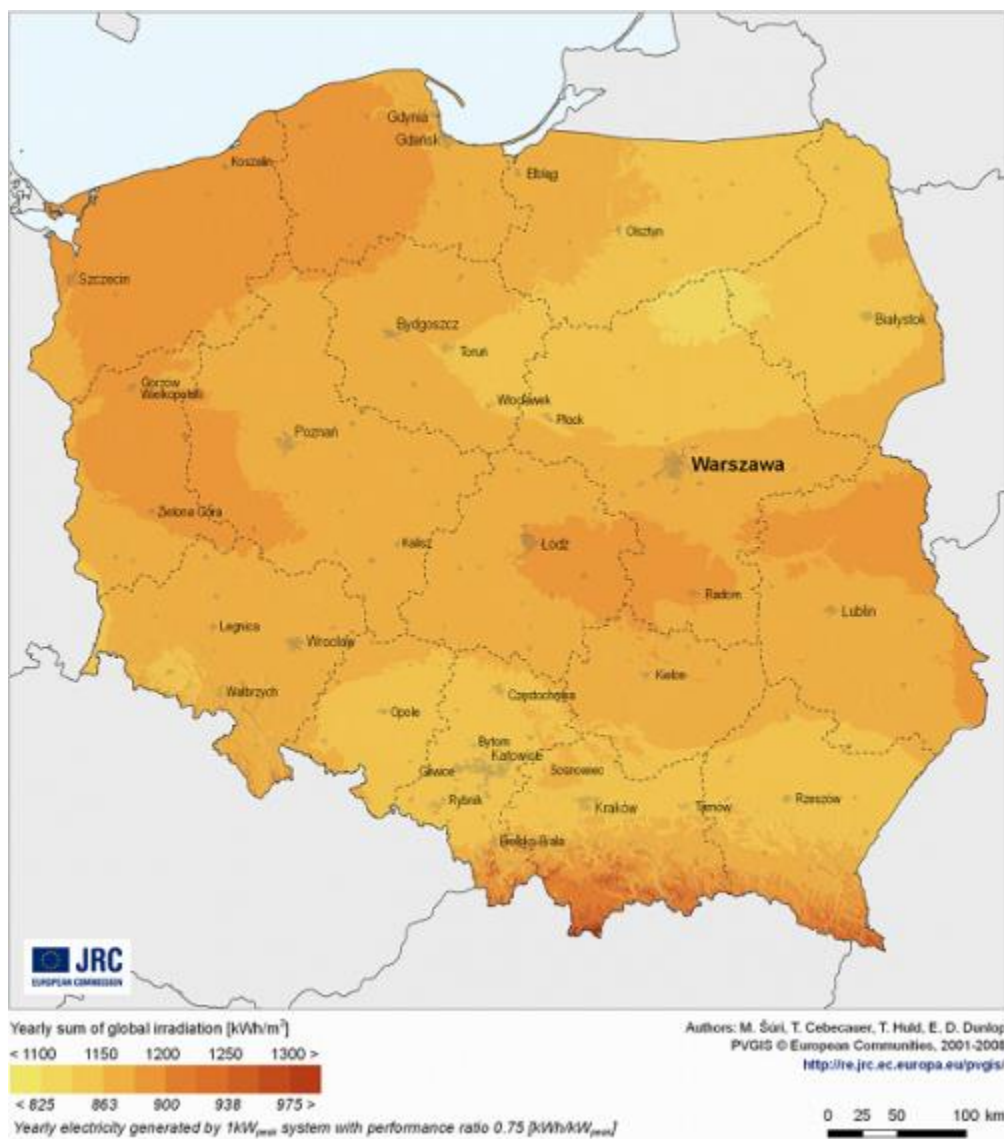 Gdynia
Gdańsk
Koszalin
Elbląg
Olsztyn
Szczecin
Białystok
Bydgoszcz
Toruń
Gorzów
Wielkopolski
Włocławek
Płock
Poznań
Warszawa
Zielona Góra
Kalisz
Łódź
Radom
Lublin
Legnica
Wrocław
Kielce
Wałbrzych
Częstochowa
Opole
Bytom
Katowice
Gliwice
Sosnowiec
Rybnik
Kraków
Tarnów
Rzeszów
Bielsko-Biała
JRC
EUROPEAN COMMISSION
Yearly sum of global irradiation [kWh/m²]
< 1100 1150 1200 1250 1300 >
< 825 863 900 938 975 >
Yearly electricity generated by 1kWpeak system with performance ratio 0.75 [kWh/kWpeak]
Authors: M. Šúri, T. Cebecauer, T. Huld, E. D. Dunlop
PVGIS © European Communities, 2001-2008
http://re.jrc.ec.europa.eu/pvgis/
0 25 50 100 km